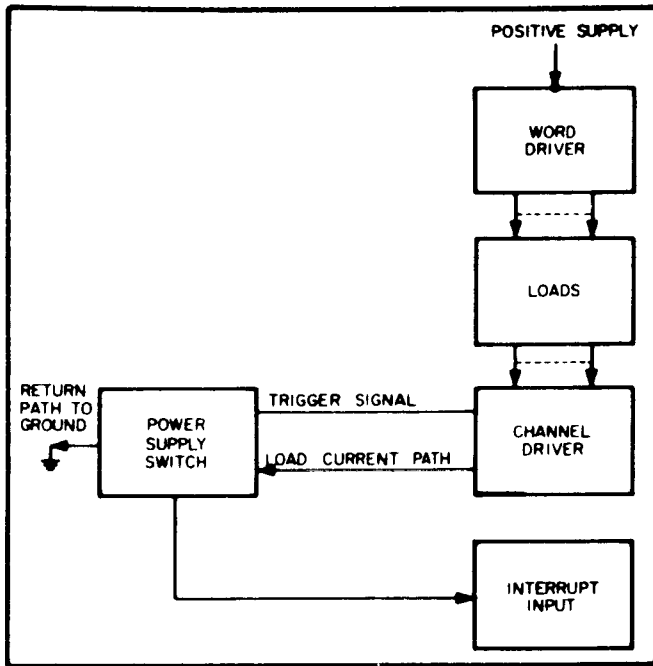 POSITIVE SUPPLY
WORD
DRIVER
LOADS
RETURN
PATH TO
GROUND
POWER
SUPPLY
SWITCH
TRIGGER SIGNAL
LOAD CURRENT PATH
CHANNEL
DRIVER
INTERRUPT
INPUT